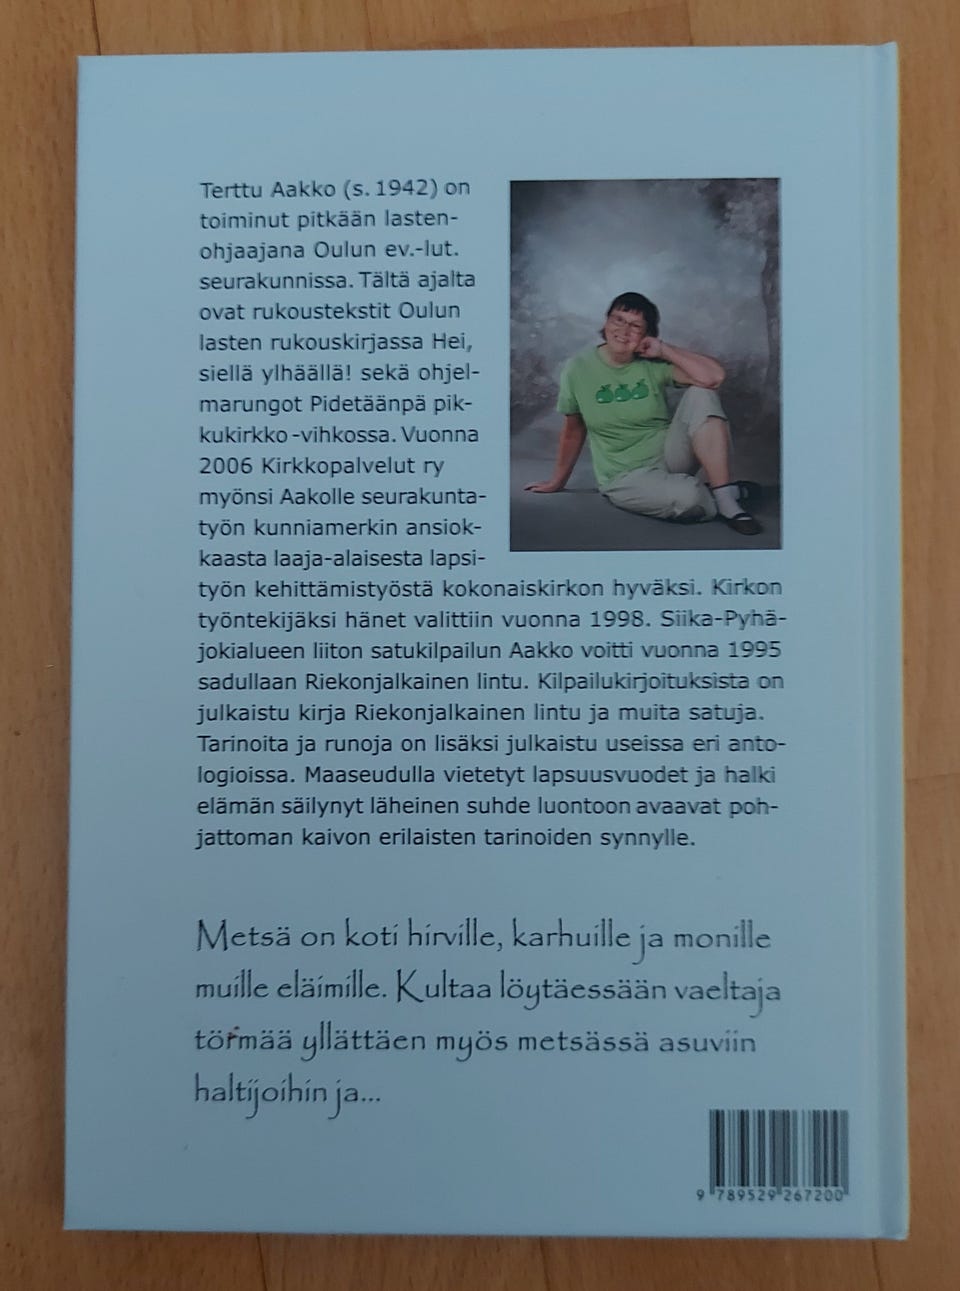 Terttu Aakko (s. 1942) on
toiminut pitkään lasten-
ohjaajana Oulun ev.-lut.
seurakunnissa. Tältä ajalta
ovat rukoustekstit Oulun
lasten rukouskirjassa Hei,
siellä ylhäällä! sekä ohjel-
marungot Pidetäänpä pik-
kukirkko -vihkossa. Vuonna
2006 Kirkkopalvelut ry
myönsi Aakolle seurakunta-
työn kunniamerkin ansiok-
kaasta laaja-alaisesta lapsi-
työn kehittämistyöstä kokonaiskirkon hyväksi. Kirkon
työntekijäksi hänet valittiin vuonna 1998. Siika-Pyhä-
jokialueen liiton satukilpailun Aakko voitti vuonna 1995
sadullaan Riekonjalkainen lintu. Kilpailukirjoituksista on
julkaistu kirja Riekonjalkainen lintu ja muita satuja.
Tarinoita ja runoja on lisäksi julkaistu useissa eri anto-
logioissa. Maaseudulla vietetyt lapsuusvuodet ja halki
elämän säilynyt läheinen suhde luontoon avaavat poh-
jattoman kaivon erilaisten tarinoiden synnylle.
Metsä on koti hirville, karhuille ja monille
muille eläimille. Kultaa löytäessään vaeltaja
törmää yllättäen myös metsässä asuviin
haltijoihin ja...
9 789529 267200